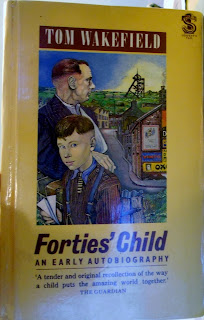 TOM WAKEFIELD
Forties' Child
AN EARLY AUTOBIOGRAPHY
'A tender and original recollection of the way
a child puts the amazing world together.'
THE GUARDIAN